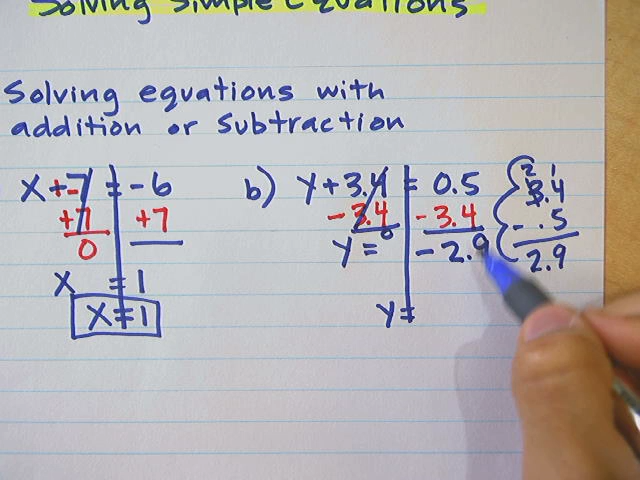 Solving Simple Equations
Solving equations with
addition or Subtraction
x + -7 = -6
+7 +7
0
x = 1
x = 1
b) y + 3.4 = 0.5
- 3.4 - 3.4
y = 0 - 2.9
y =
2 1
3.4
- .5
2.9